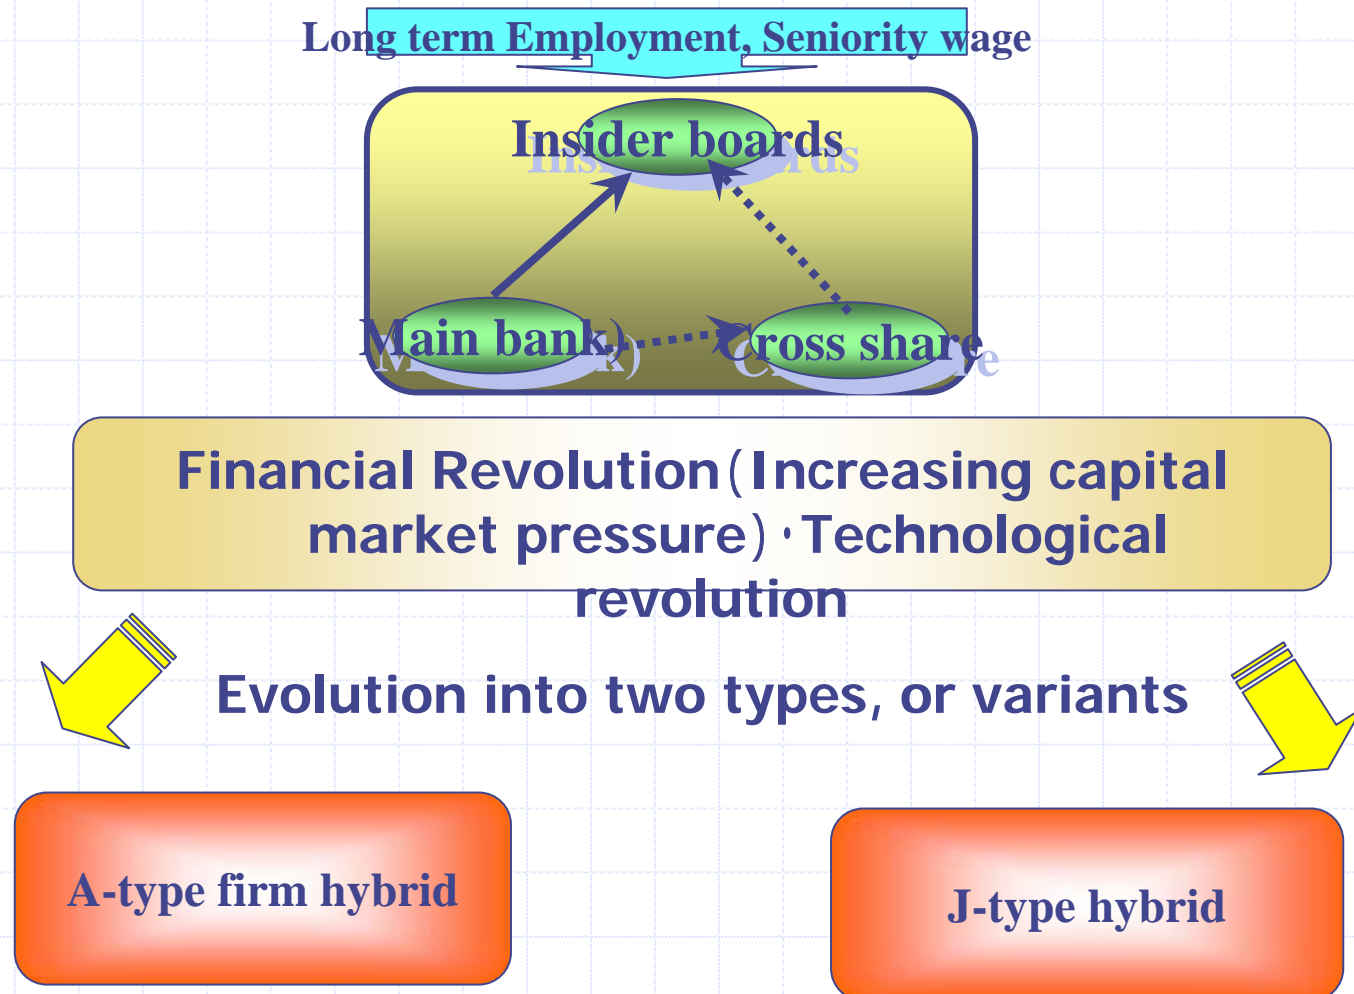 Long term Employment, Seniority wage
Insider boards
Main bank)
Cross share
Financial Revolution(Increasing capital
market pressure)・Technological
revolution
Evolution into two types, or variants
A-type firm hybrid
J-type hybrid